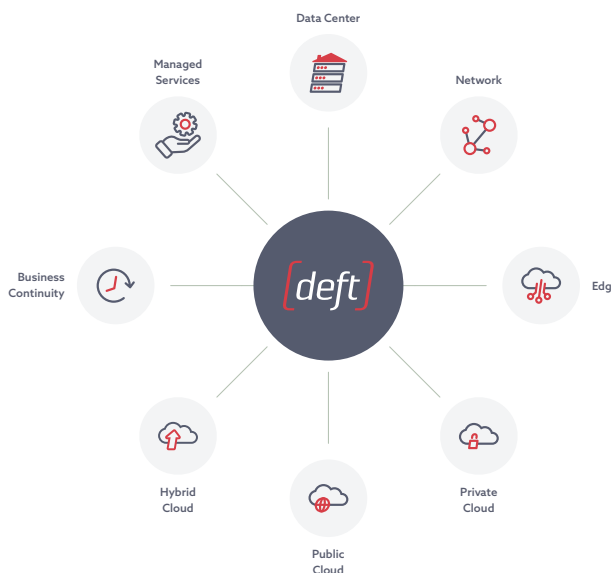 Data Center
Managed
Services
Network
Business
Continuity
[deft]
Edg
Hybrid
Cloud
Private
Cloud
Public
Cloud